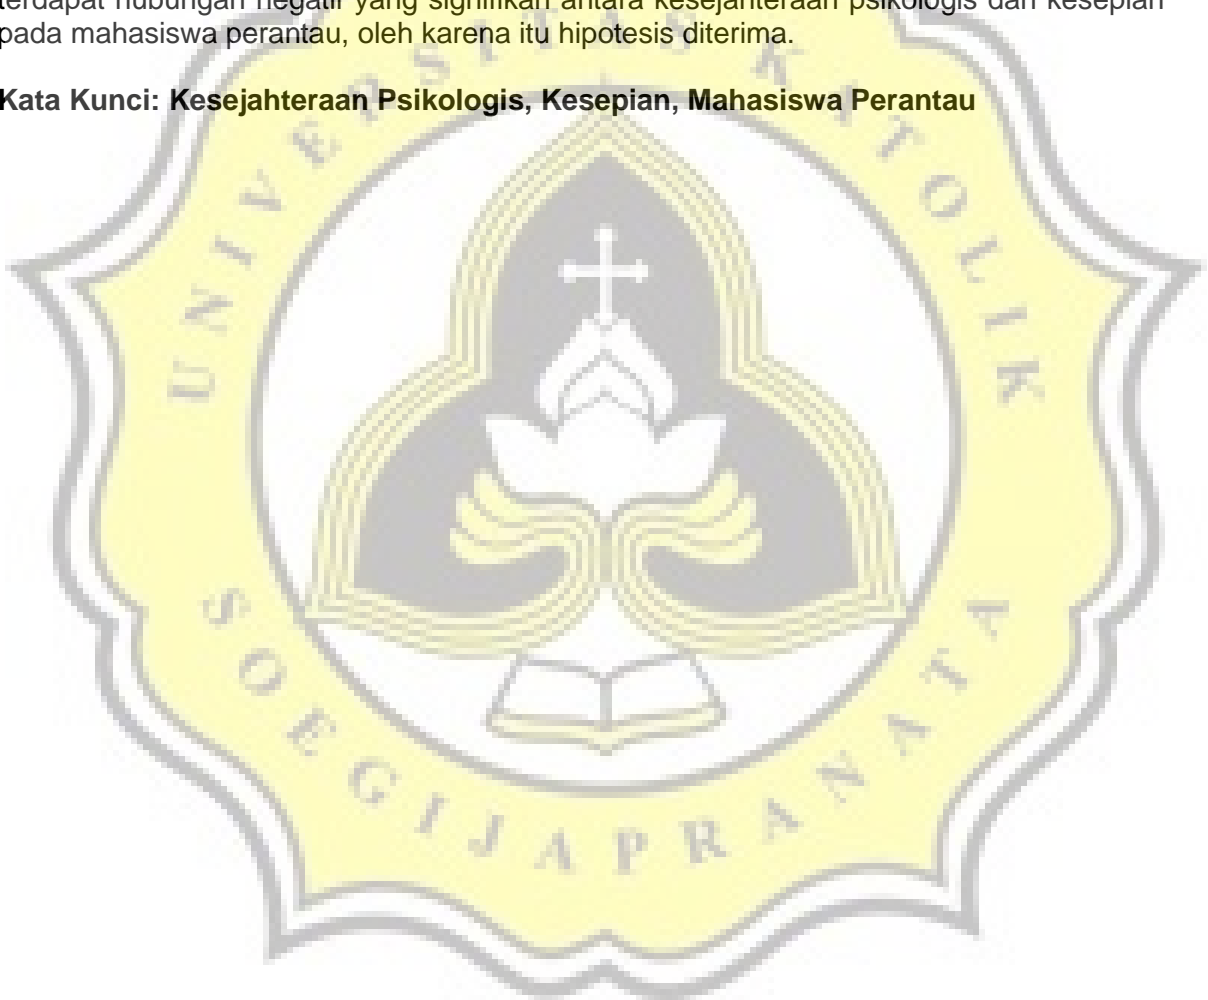 terdapat hubungan negatif yang signifikan antara kesejahteraan psikologis dan kesepian
pada mahasiswa perantau, oleh karena itu hipotesis diterima.
Kata Kunci: Kesejahteraan Psikologis, Kesepian, Mahasiswa Perantau
UNIVERSITAS KATOLIK
SOEGIJAPRANATA